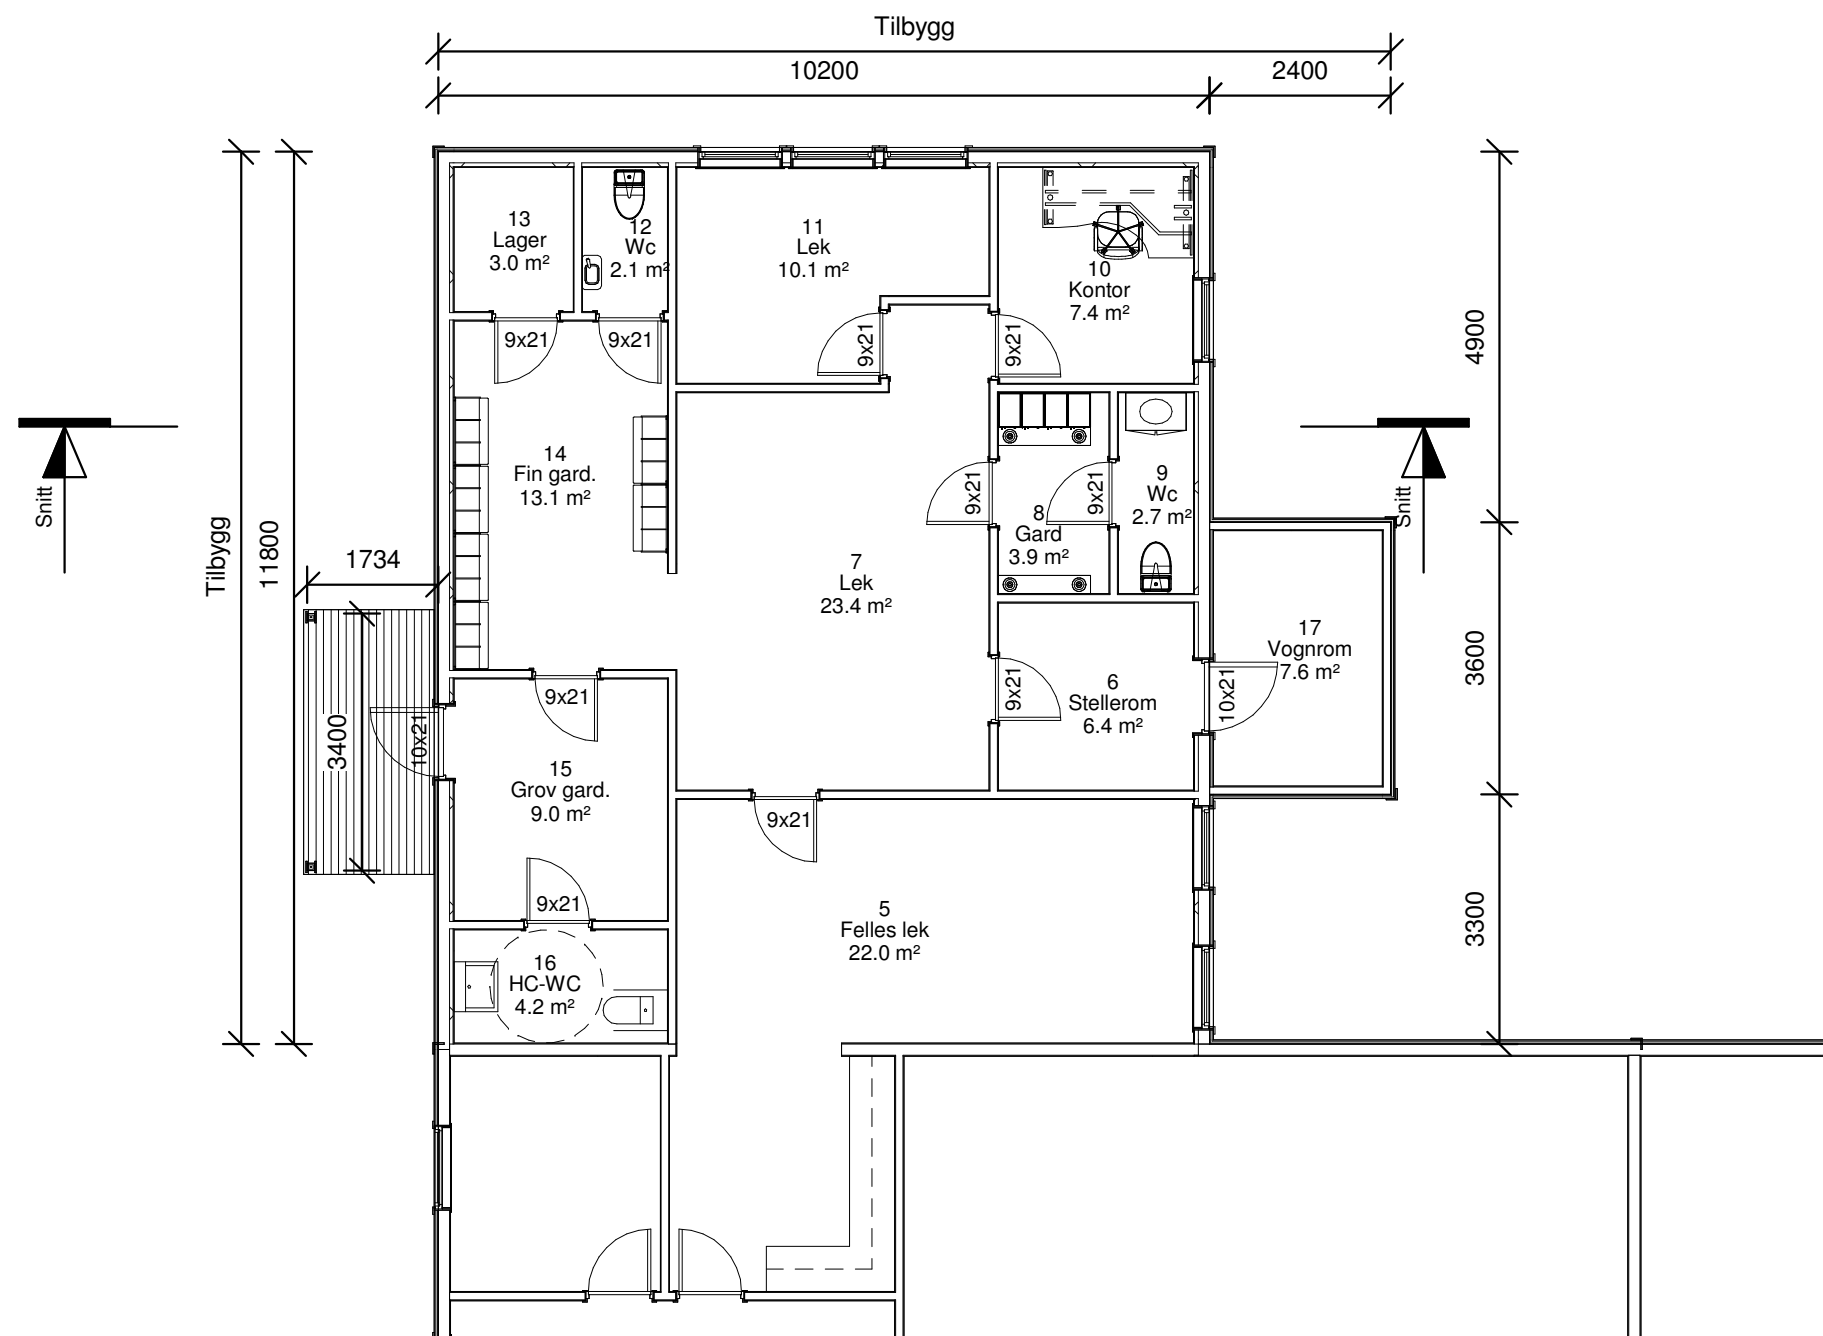 Tilbygg
10200
2400
13
Lager
3.0 m²
12
Wc
2.1 m²
11
Lek
10.1 m²
10
Kontor
7.4 m²
9x21
9x21
9x21
9x21
4900
Snitt
Snitt
14
Fin gard.
13.1 m²
9x21
9x21
9
Wc
2.7 m²
8
Gard
3.9 m²
Tilbygg
11800
1734
7
Lek
23.4 m²
17
Vognrom
7.6 m²
3600
9x21
6
Stellerom
6.4 m²
10x21
9x21
3400
10x21
15
Grov gard.
9.0 m²
9x21
9x21
5
Felles lek
22.0 m²
3300
16
HC-WC
4.2 m²